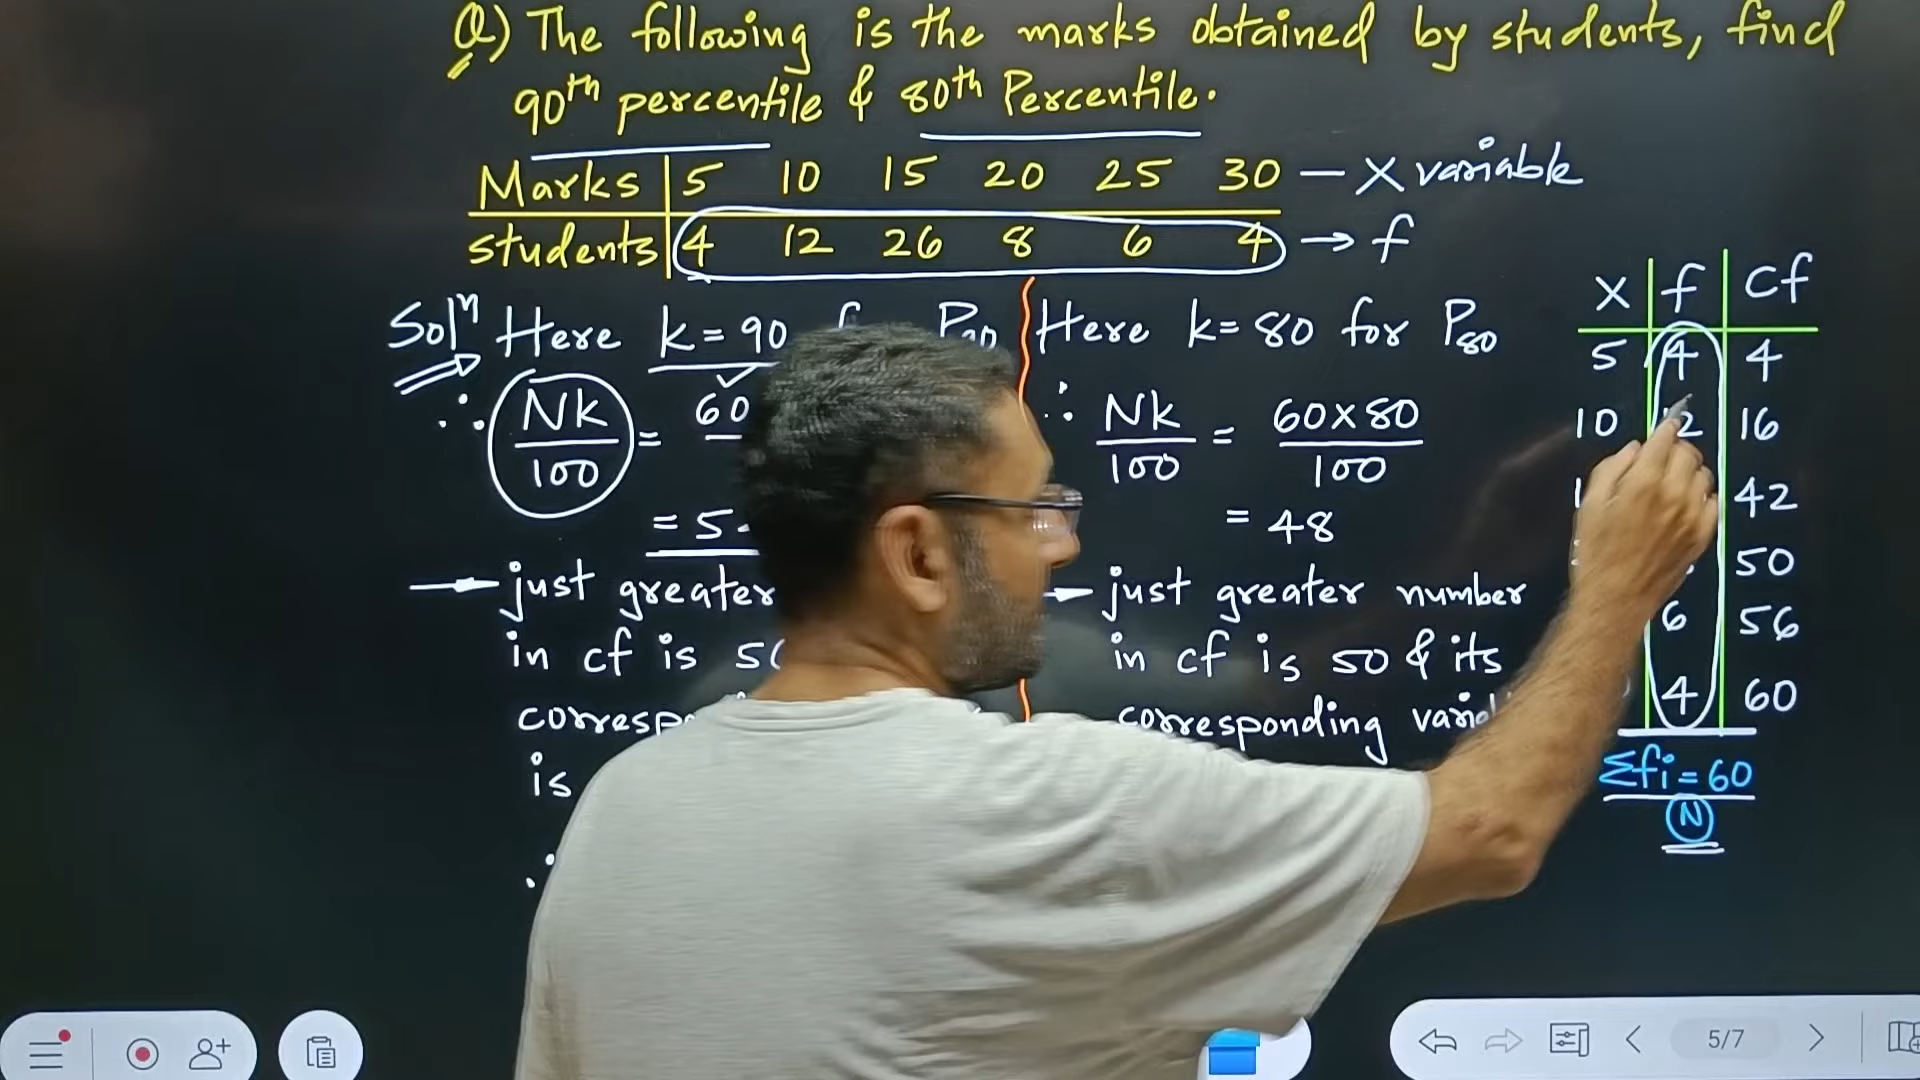 Q) The following is the marks obtained by students, find
90th percentile & 80th Percentile.
Marks 5 10 15 20 25 30 — X variable
students 4 12 26 8 6 4 → f
Solⁿ Here k = 90
∴ Nk/100 = 60
= 5
→ just greater
in cf is
is
∴
Here k = 80 for P80
∴ Nk/100 = 60×80/100
= 48
→ just greater number
in cf is 50 & its
corresponding
X f Cf
5 4 4
10 12 16
42
50
6 56
4 60
Σfi = 60
N
5/7